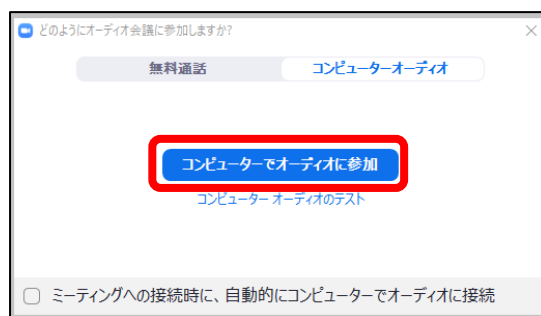 どのようにオーディオ会議に参加しますか?
無料通話 コンピューターオーディオ
コンピューターでオーディオに参加
コンピューター オーディオのテスト
ミーティングへの接続時に、自動的にコンピューターでオーディオに接続